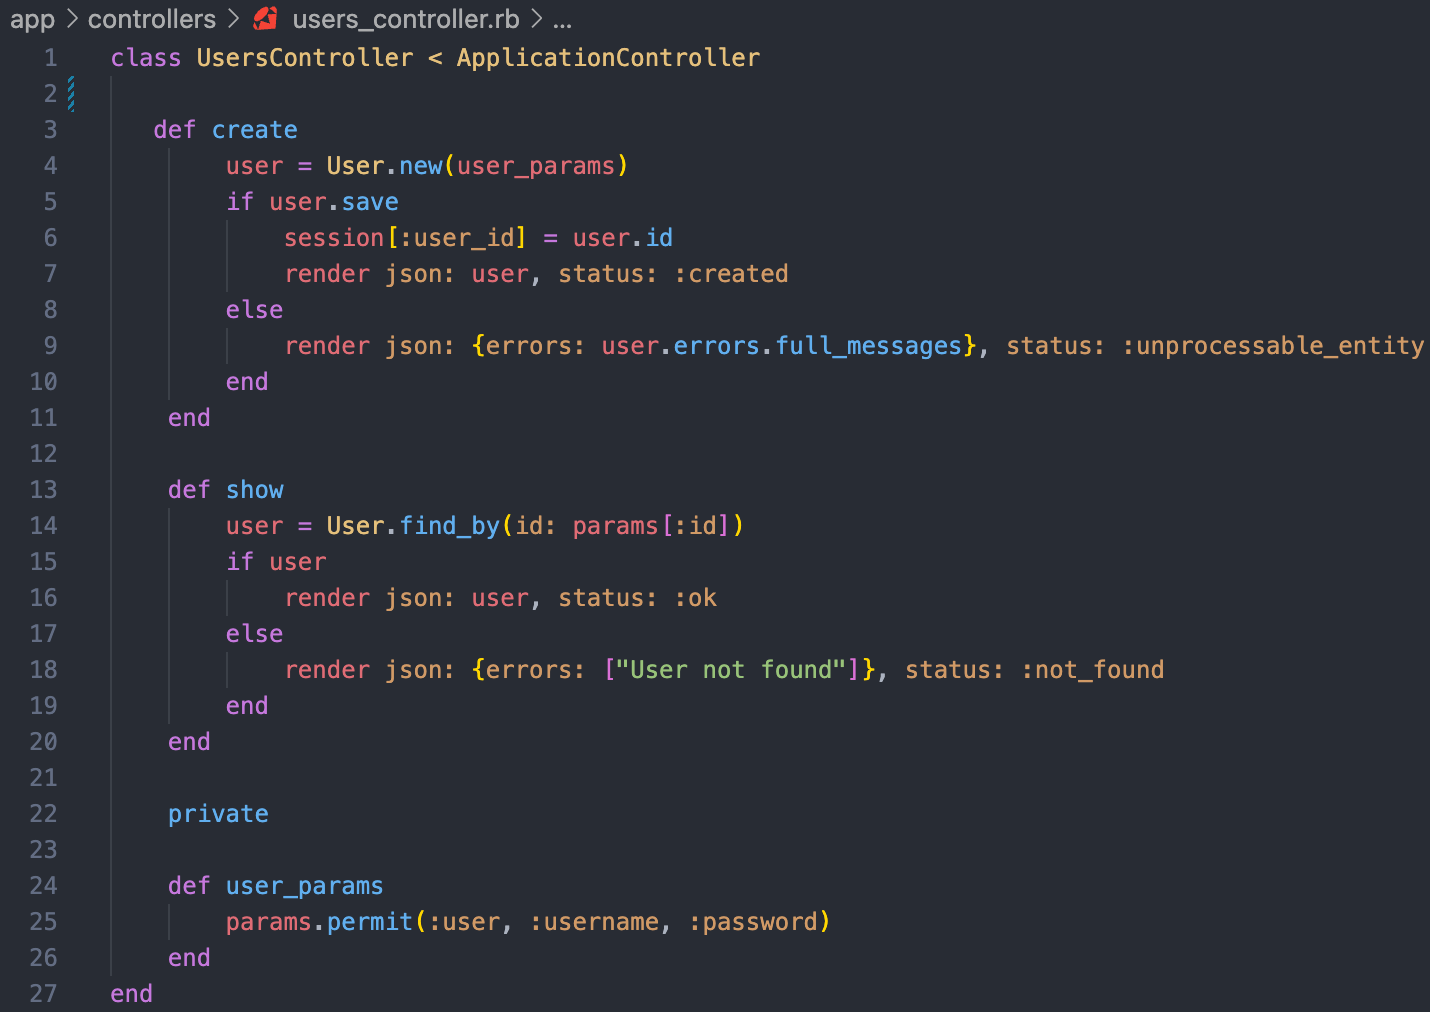 app > controllers > users_controller.rb > ...
1 class UsersController < ApplicationController
2
3 def create
4 user = User.new(user_params)
5 if user.save
6 session[:user_id] = user.id
7 render json: user, status: :created
8 else
9 render json: {errors: user.errors.full_messages}, status: :unprocessable_entity
10 end
11 end
12
13 def show
14 user = User.find_by(id: params[:id])
15 if user
16 render json: user, status: :ok
17 else
18 render json: {errors: ["User not found"]}, status: :not_found
19 end
20 end
21
22 private
23
24 def user_params
25 params.permit(:user, :username, :password)
26 end
27 end